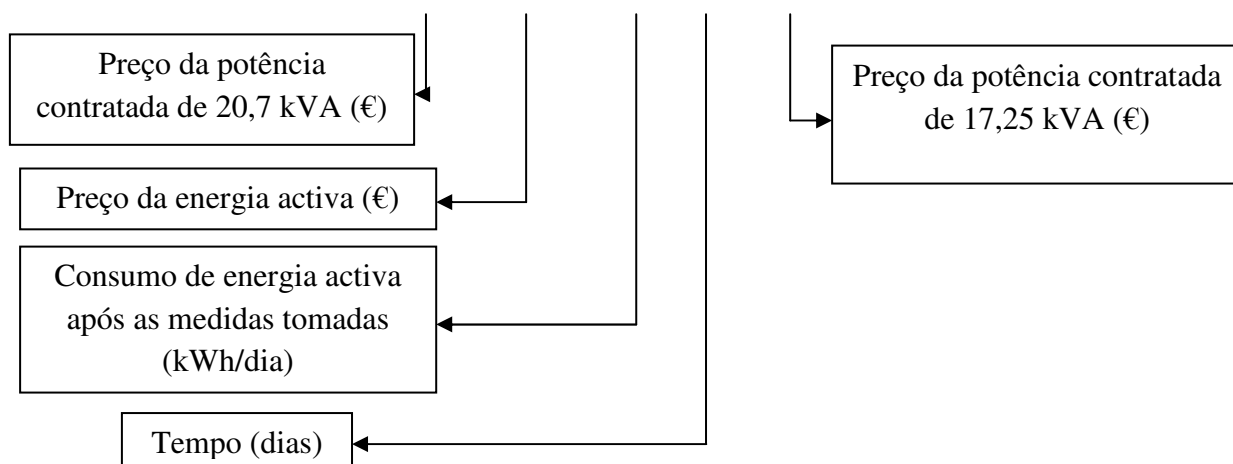 Preço da potência
contratada de 20,7 kVA (€)
Preço da potência contratada
de 17,25 kVA (€)
Preço da energia activa (€)
Consumo de energia activa
após as medidas tomadas
(kWh/dia)
Tempo (dias)